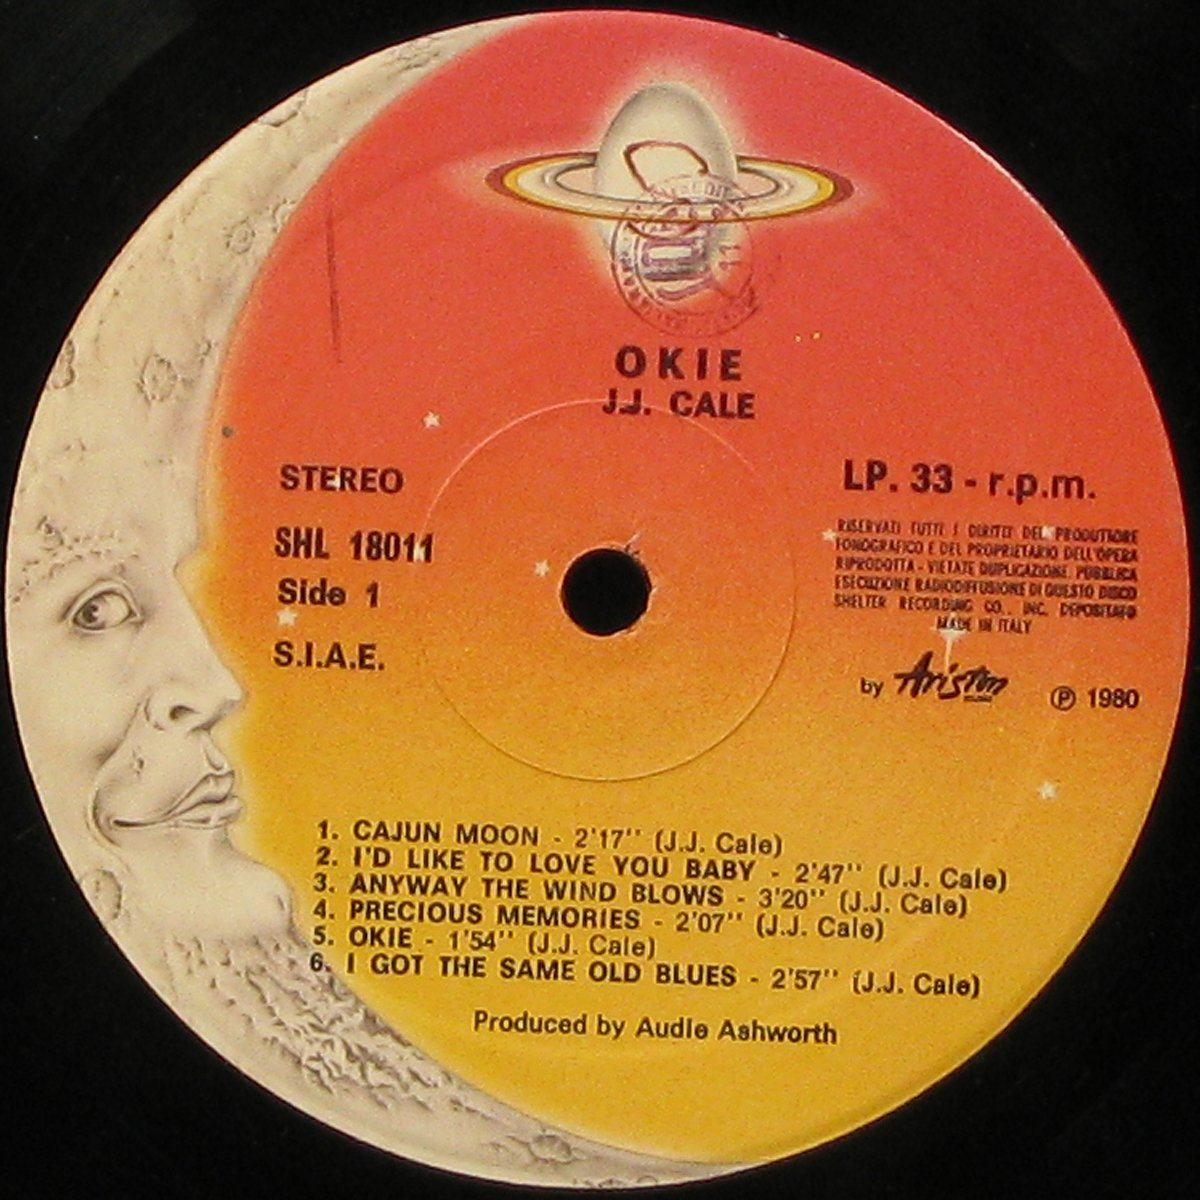 OKIE
J.J. CALE
STEREO
SHL 18011
Side 1
S.I.A.E.
LP. 33 - r.p.m.
RISERVATI TUTTI I DIRITTI DEL PRODUTTORE
FONOGRAFICO E DEL PROPRIETARIO DELL'OPERA
RIPRODOTTA - VIETATE DUPLICAZIONE PUBBLICA
ESECUZIONE RADIODIFFUSIONE DI QUESTO DISCO
SHELTER RECORDING CO., INC. DEPOSITATO
MADE IN ITALY
by Ariston
℗ 1980
1. CAJUN MOON - 2'17'' (J.J. Cale)
2. I'D LIKE TO LOVE YOU BABY - 2'47'' (J.J. Cale)
3. ANYWAY THE WIND BLOWS - 3'20'' (J.J. Cale)
4. PRECIOUS MEMORIES - 2'07'' (J.J. Cale)
5. OKIE - 1'54'' (J.J. Cale)
6. I GOT THE SAME OLD BLUES - 2'57'' (J.J. Cale)
Produced by Audie Ashworth